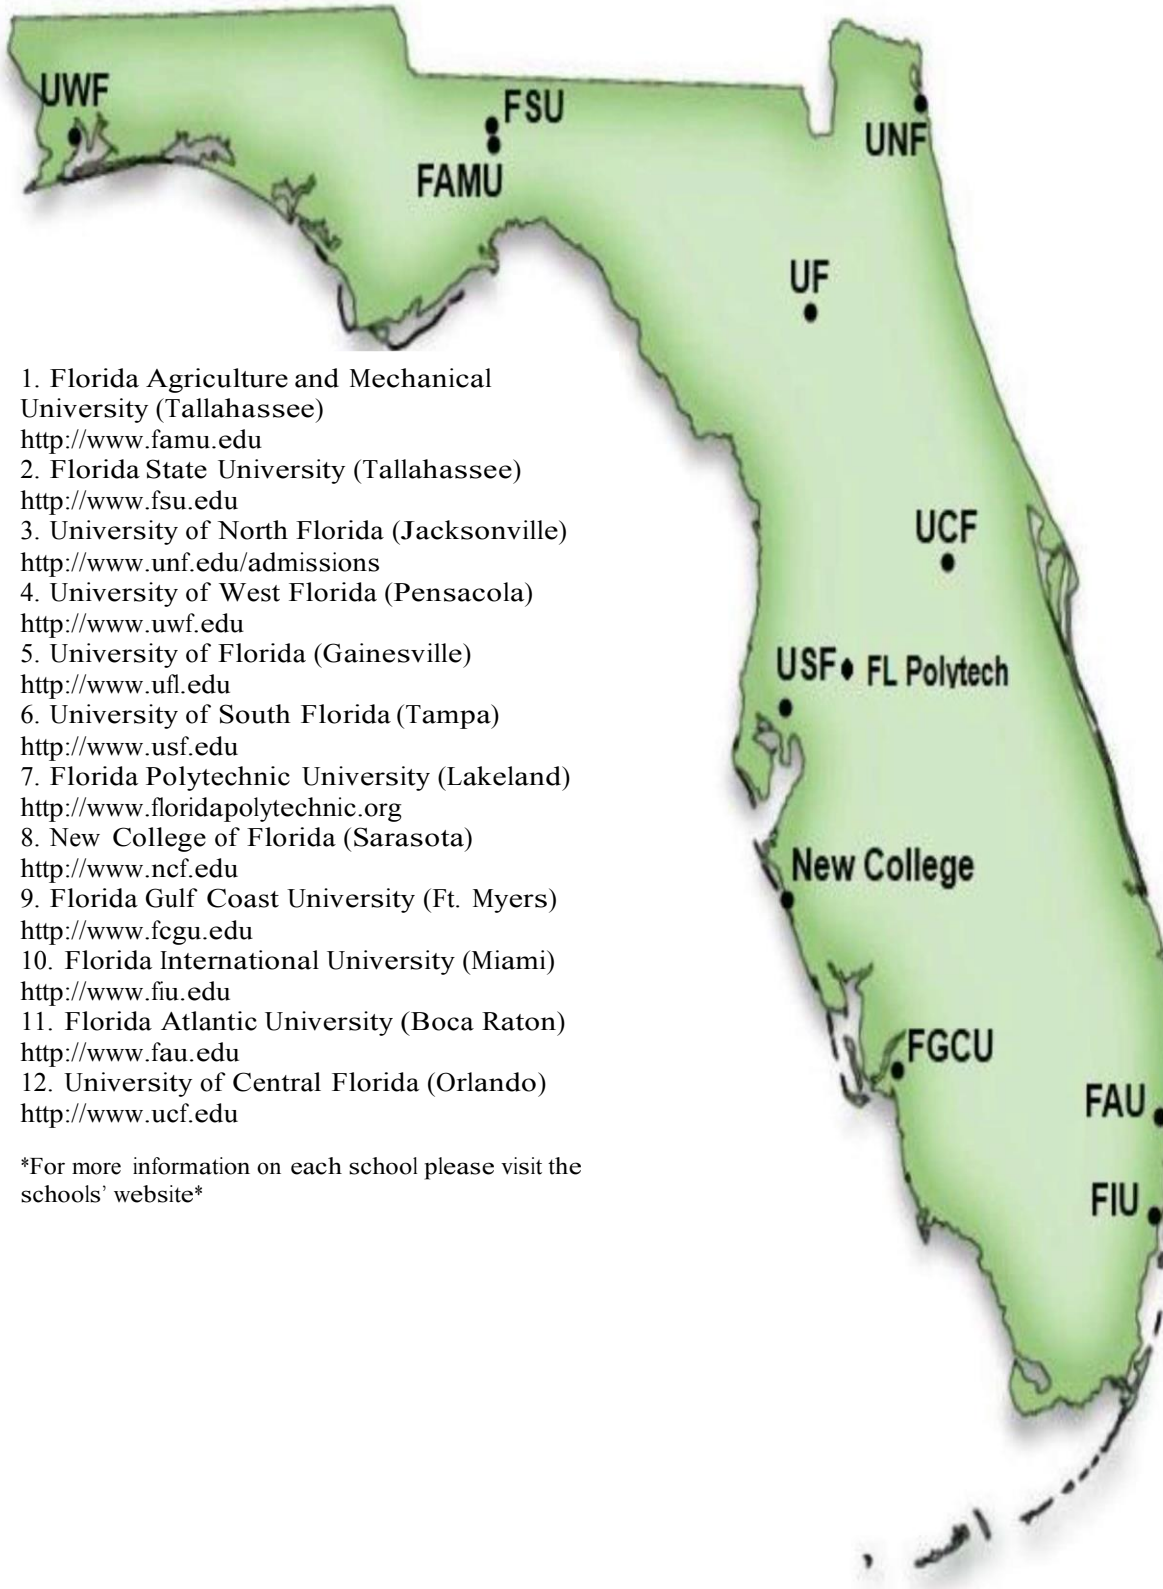 UWF
FSU
FAMU
UNF
UF
1. Florida Agriculture and Mechanical
University (Tallahassee)
http://www.famu.edu
2. Florida State University (Tallahassee)
http://www.fsu.edu
3. University of North Florida (Jacksonville)
http://www.unf.edu/admissions
4. University of West Florida (Pensacola)
http://www.uwf.edu
5. University of Florida (Gainesville)
http://www.ufl.edu
6. University of South Florida (Tampa)
http://www.usf.edu
7. Florida Polytechnic University (Lakeland)
http://www.floridapolytechnic.org
8. New College of Florida (Sarasota)
http://www.ncf.edu
9. Florida Gulf Coast University (Ft. Myers)
http://www.fcgu.edu
10. Florida International University (Miami)
http://www.fiu.edu
11. Florida Atlantic University (Boca Raton)
http://www.fau.edu
12. University of Central Florida (Orlando)
http://www.ucf.edu
*For more information on each school please visit the
schools’ website*
UCF
USF
FL Polytech
New College
FGCU
FAU
FIU